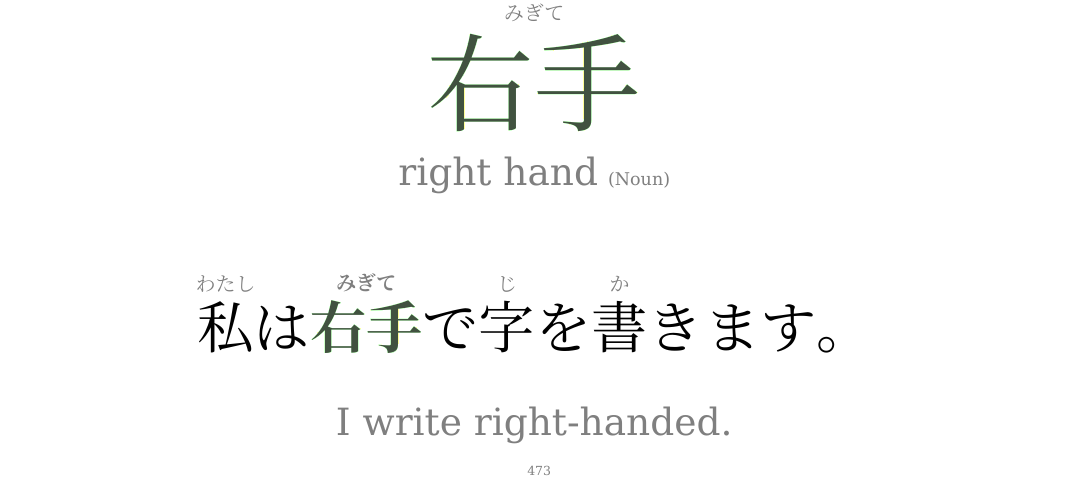 みぎて
右手
right hand (Noun)
わたし みぎて じ か
私は右手で字を書きます。
I write right-handed.
473